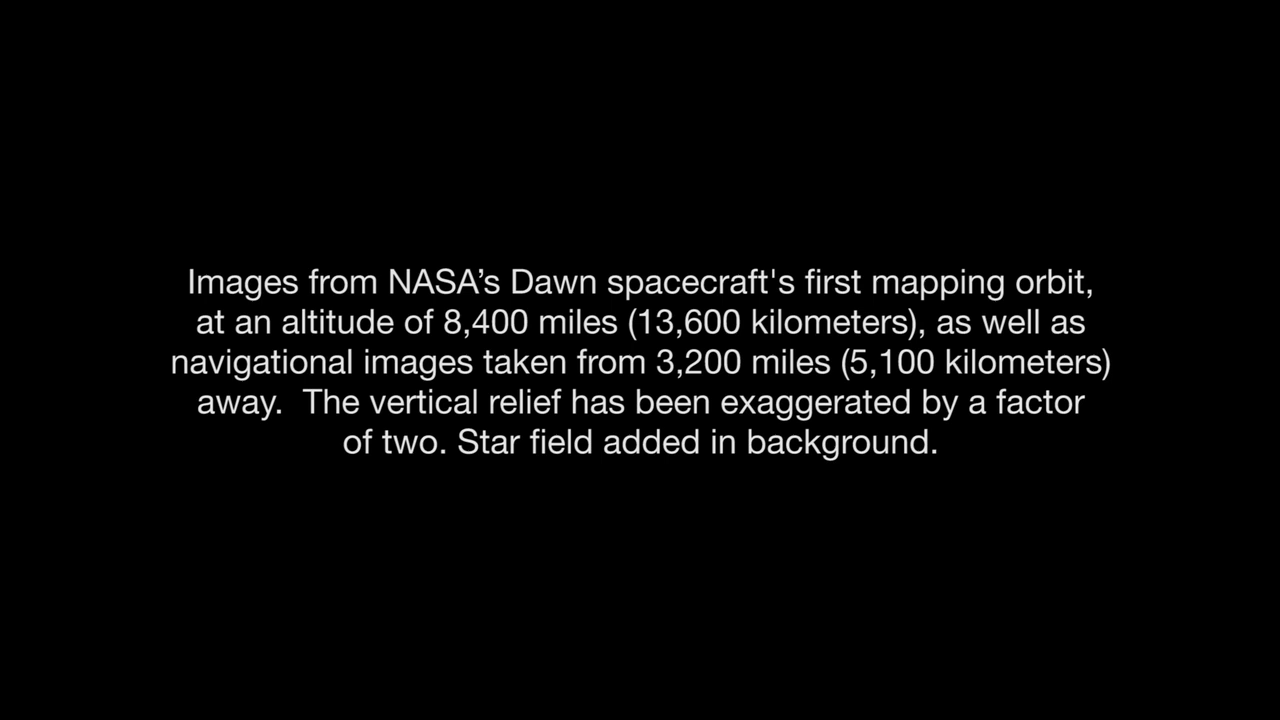 Images from NASA’s Dawn spacecraft's first mapping orbit,
at an altitude of 8,400 miles (13,600 kilometers), as well as
navigational images taken from 3,200 miles (5,100 kilometers)
away.  The vertical relief has been exaggerated by a factor
of two. Star field added in background.